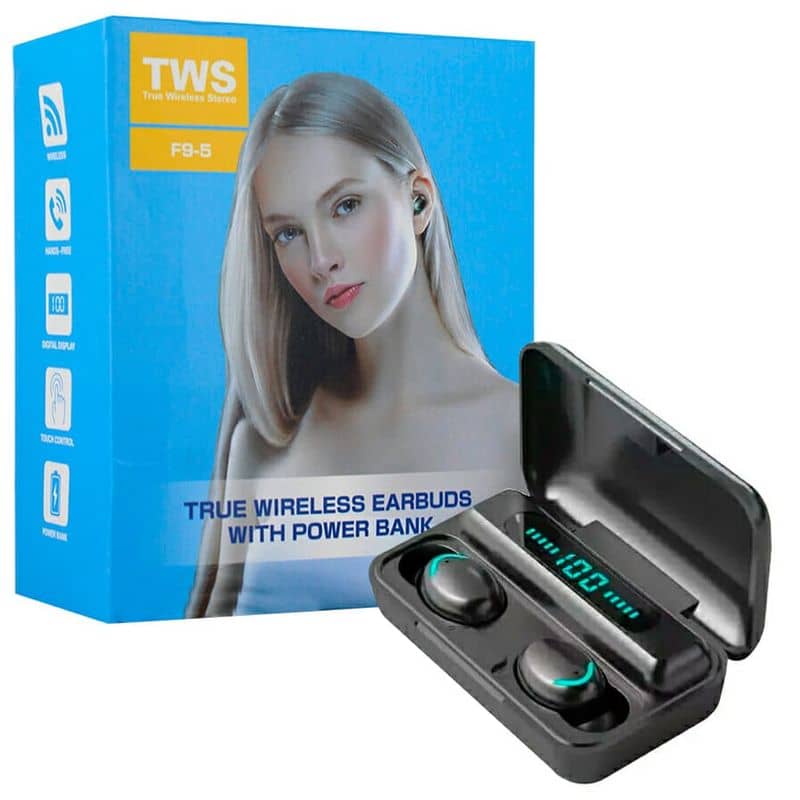 TWS
True Wireless Stereo
F9-5
WIRELESS
HANDS-FREE
100
DIGITAL DISPLAY
TOUCH CONTROL
POWER BANK
TRUE WIRELESS EARBUDS
WITH POWER BANK
100